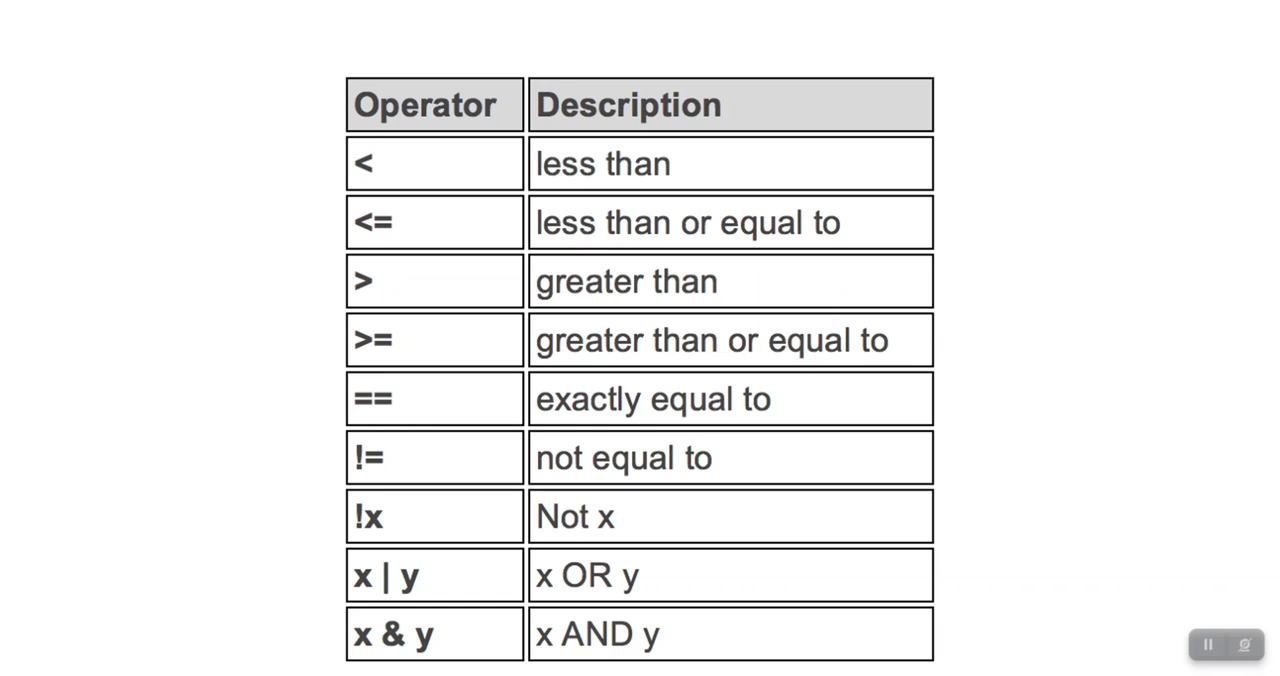 Operator Description
< less than
<= less than or equal to
> greater than
>= greater than or equal to
== exactly equal to
!= not equal to
!x Not x
x | y x OR y
x & y x AND y